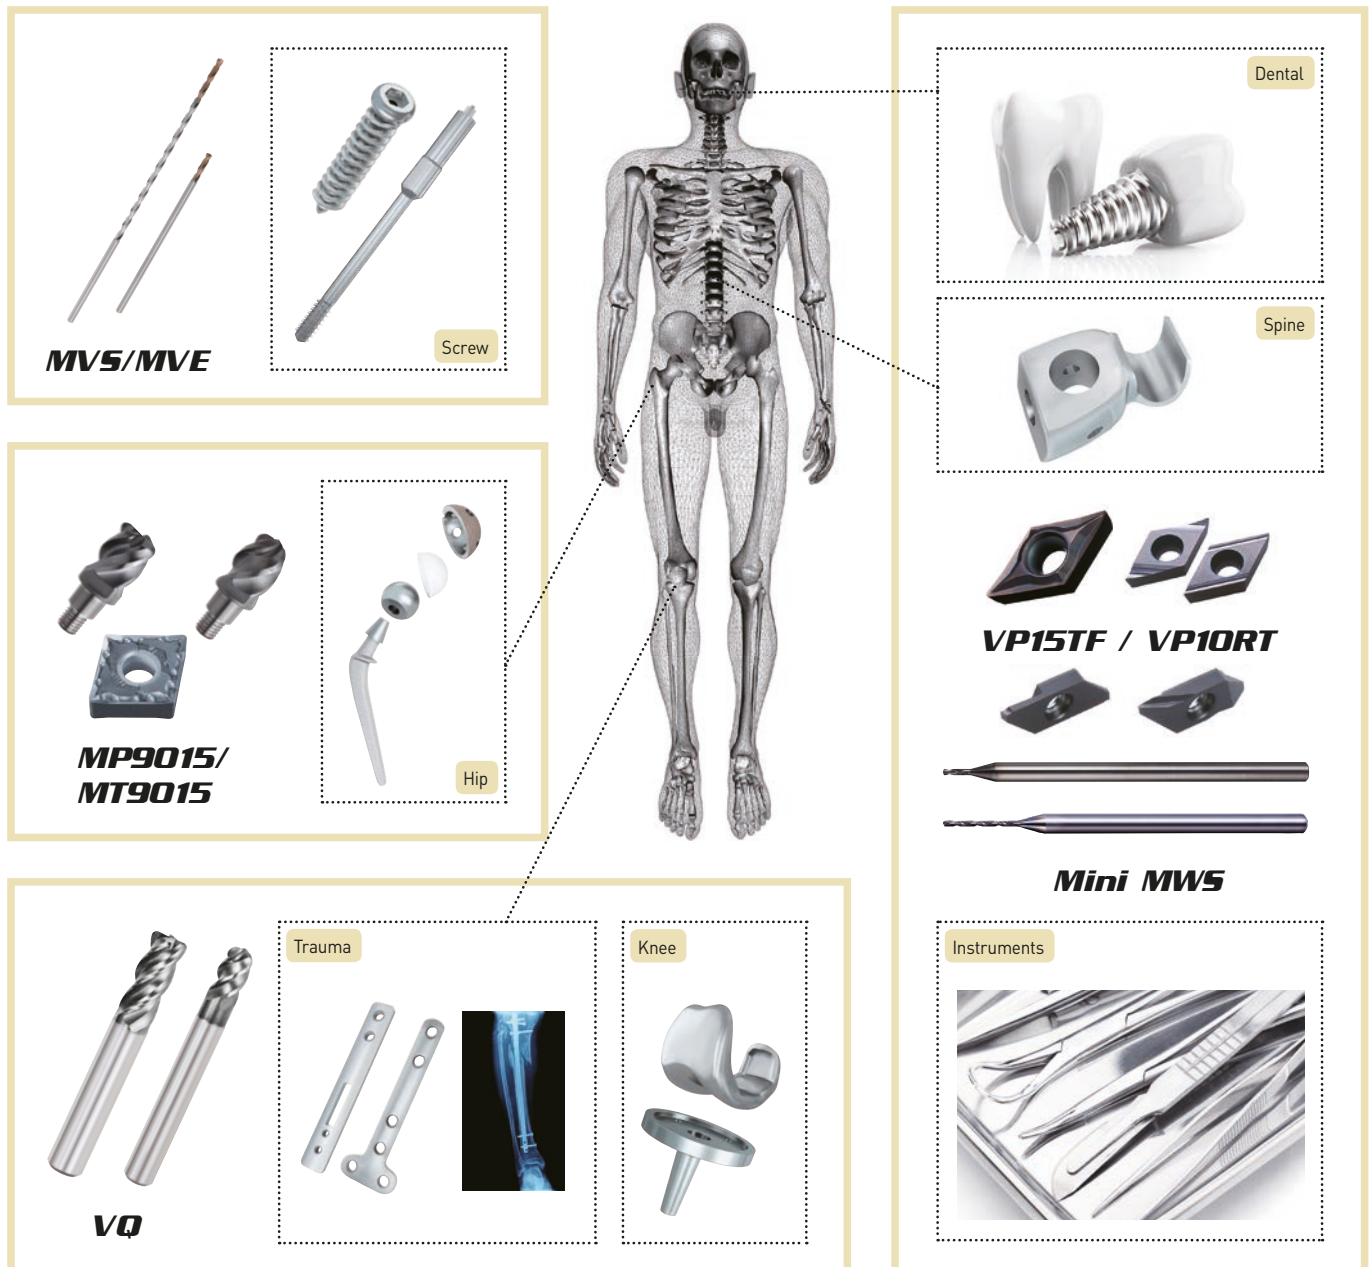 MVS/MVE
Screw
MP9015/
MT9015
Hip
VQ
Trauma
Knee
Dental
Spine
VP15TF / VP10RT
Mini MWS
Instruments